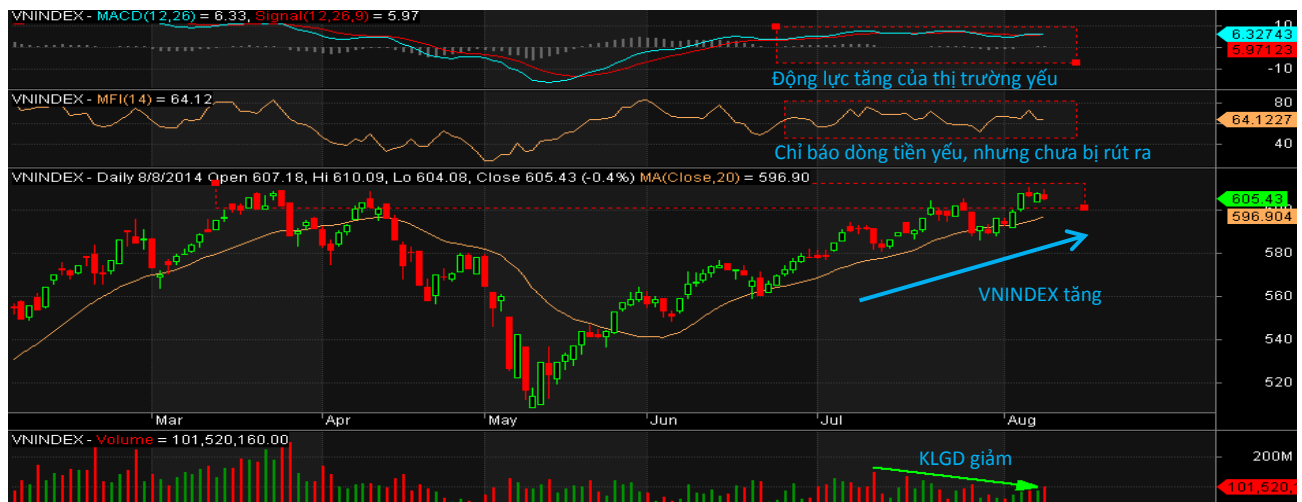 VNINDEX - MACD(12,26) = 6.33, Signal(12,26,9) = 5.97
10
6.32743
5.97123
-10
Động lực tăng của thị trường yếu
VNINDEX - MFI(14) = 64.12
80
64.1227
40
Chỉ báo dòng tiền yếu, nhưng chưa bị rút ra
VNINDEX - Daily 8/8/2014 Open 607.18, Hi 610.09, Lo 604.08, Close 605.43 (-0.4%) MA(Close,20) = 596.90
605.43
596.904
580
VNINDEX tăng
560
540
520
Mar Apr May Jun Jul Aug
VNINDEX - Volume = 101,520,160.00
KLGD giảm
200M
101,520,